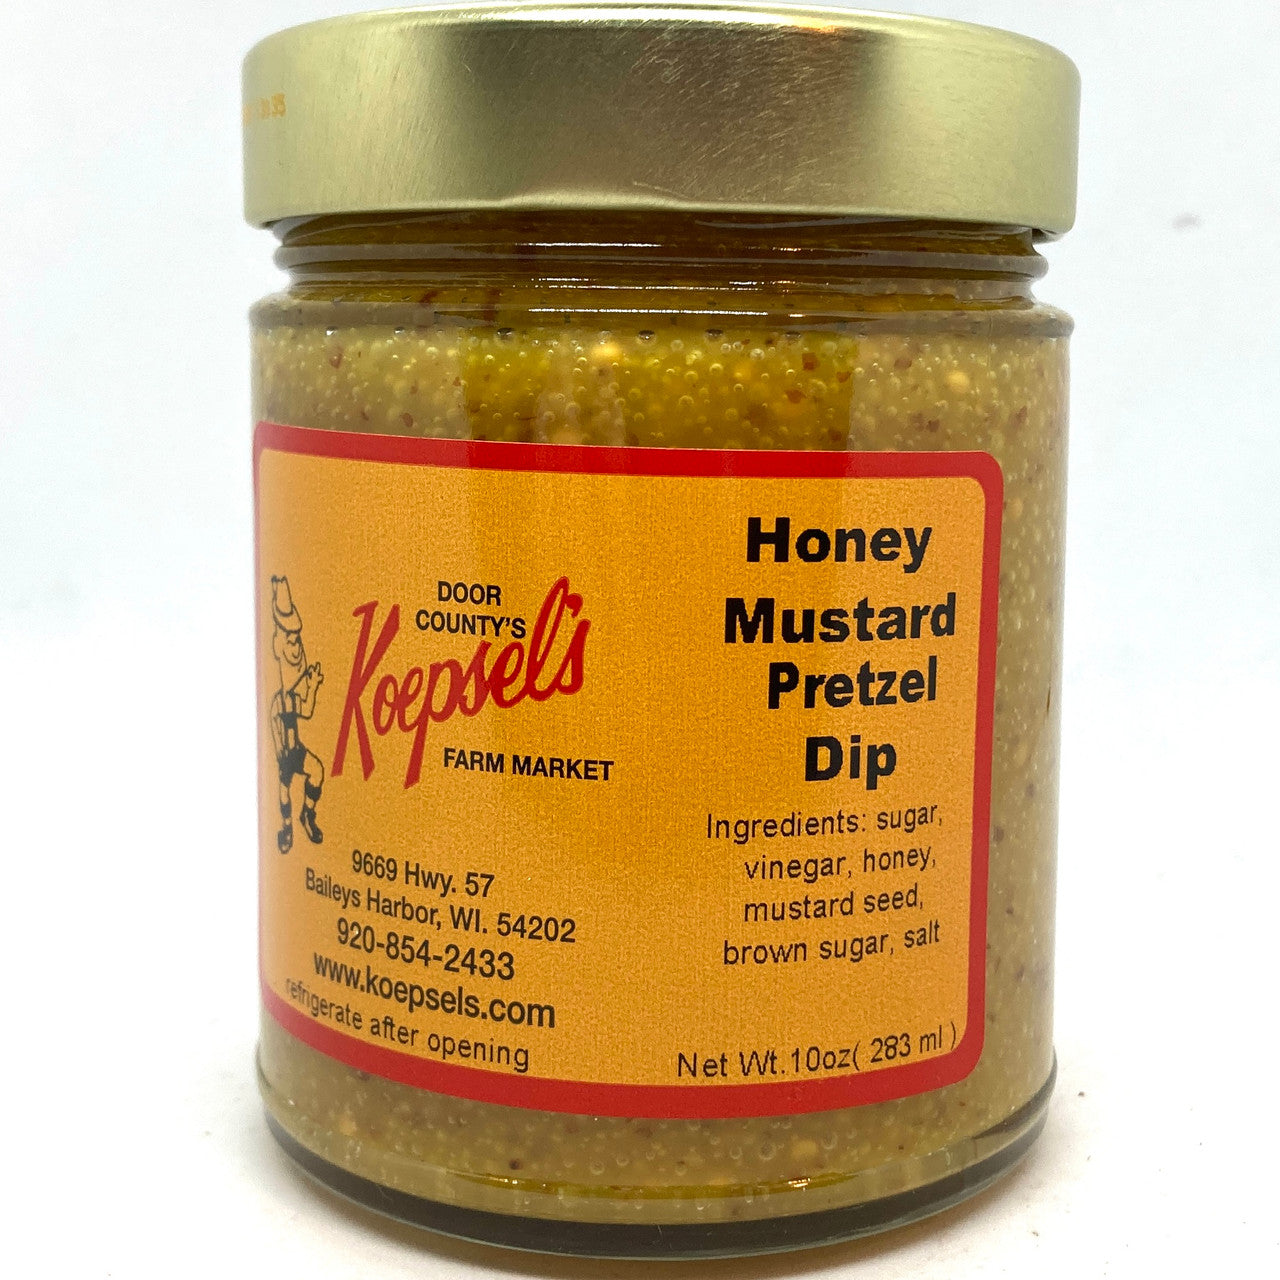 DOOR
COUNTY'S
Koepsel's
FARM MARKET
9669 Hwy. 57
Baileys Harbor, WI. 54202
920-854-2433
www.koepsels.com
refrigerate after opening
Honey
Mustard
Pretzel
Dip
Ingredients: sugar,
vinegar, honey,
mustard seed,
brown sugar, salt
Net Wt.10oz( 283 ml )